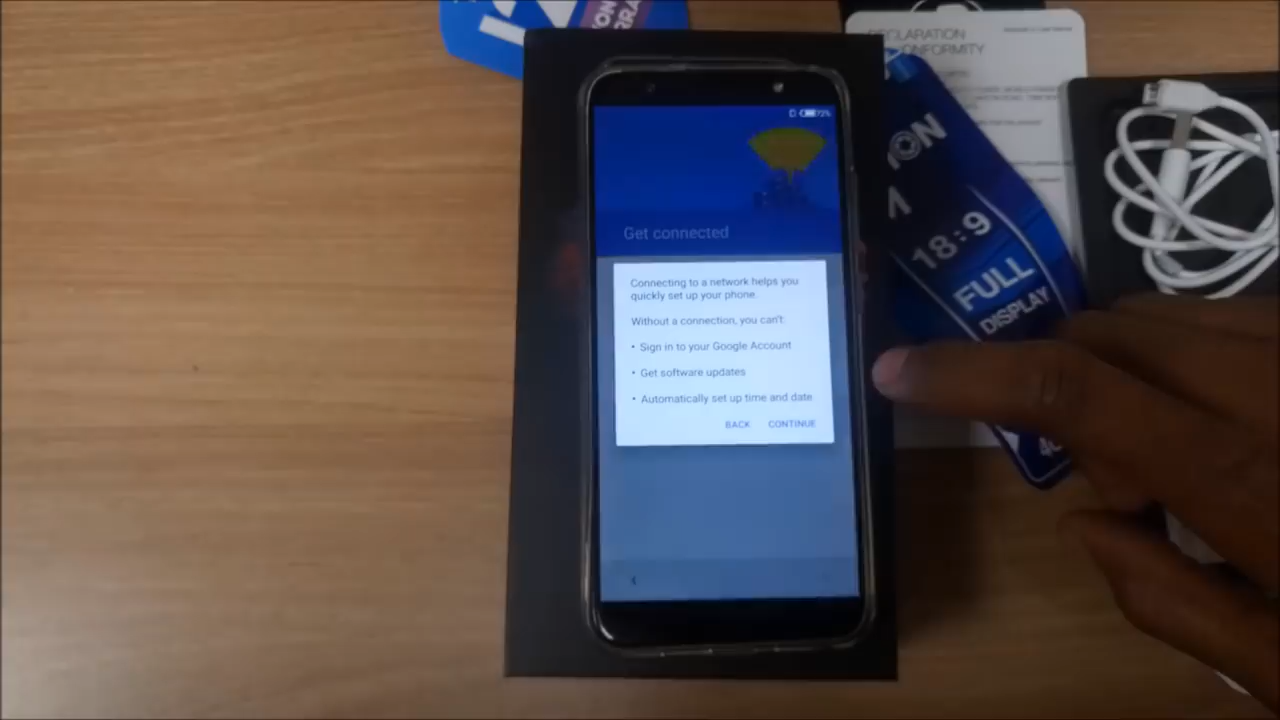 72%
Get connected
Connecting to a network helps you
quickly set up your phone.
Without a connection, you can't:
• Sign in to your Google Account
• Get software updates
• Automatically set up time and date
BACK CONTINUE
DECLARATION
CONFORMITY
18:9
FULL
DISPLAY